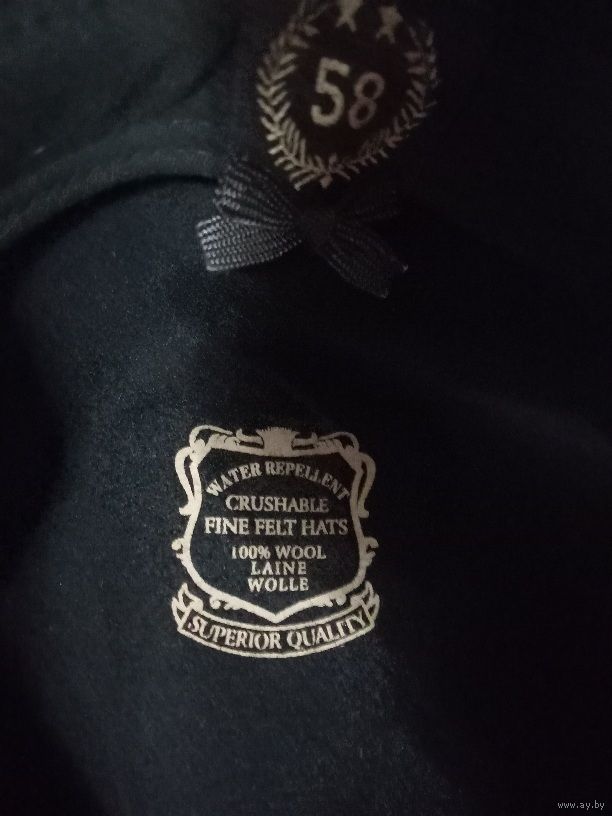 58
WATER REPELLENT
CRUSHABLE
FINE FELT HATS
100% WOOL
LAINE
WOLLE
SUPERIOR QUALITY
www.ay.by